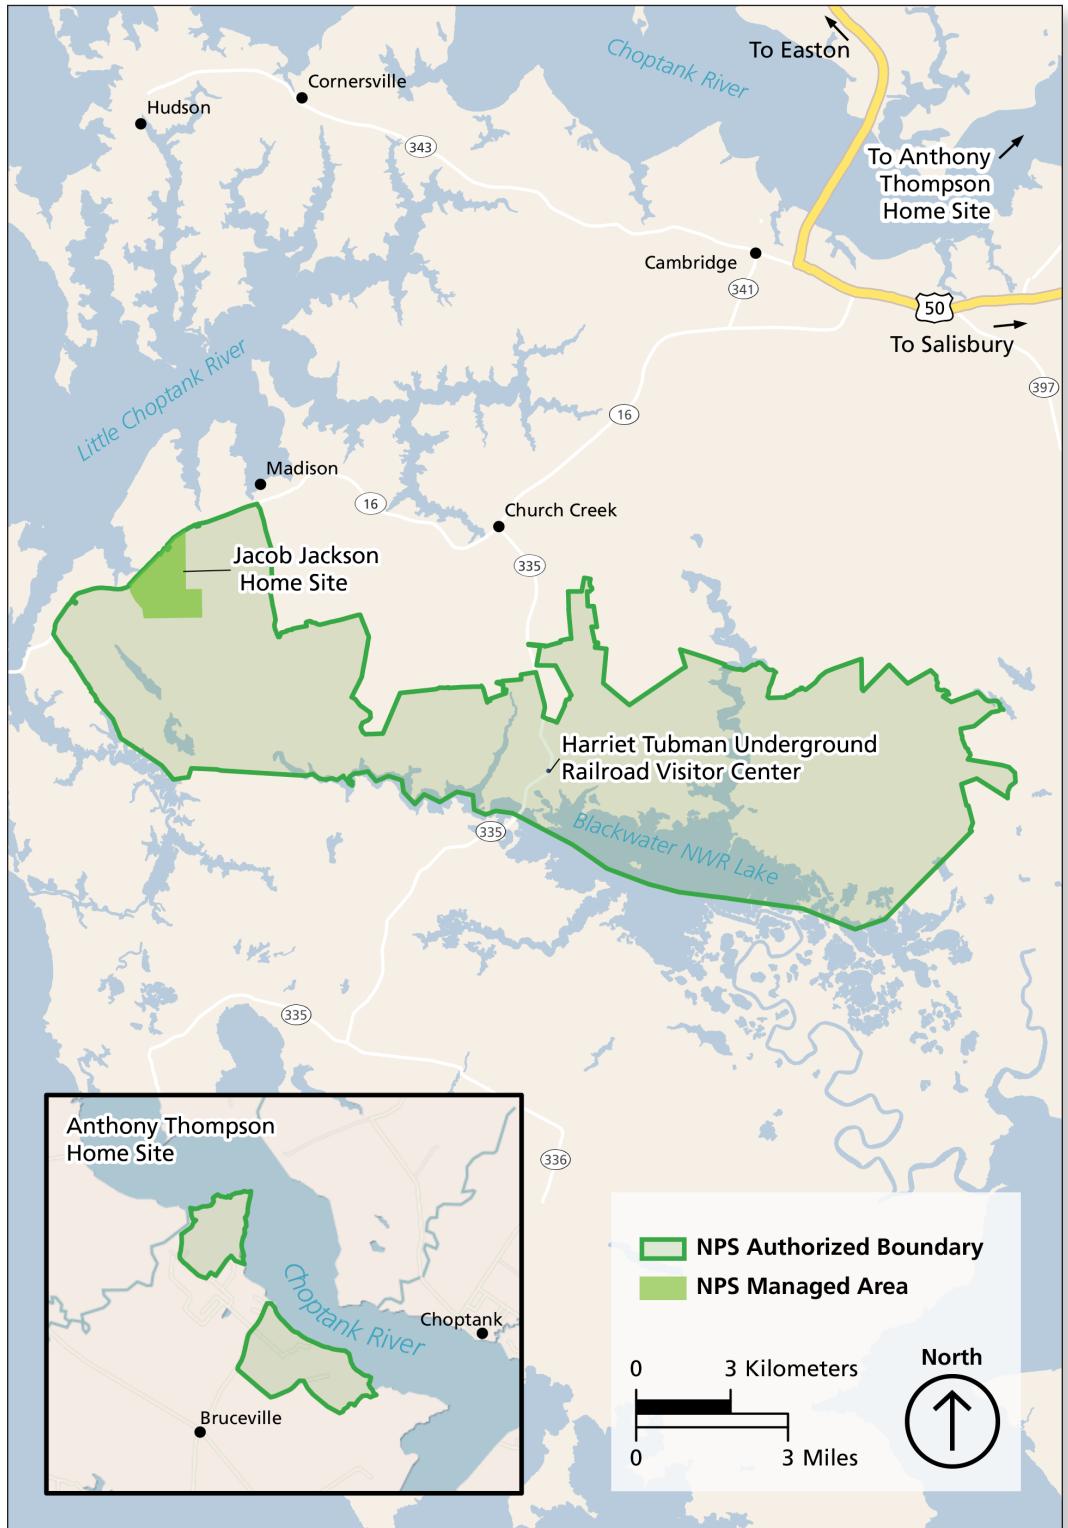 To Easton
Choptank River
Cornersville
Hudson
343
To Anthony
Thompson
Home Site
Cambridge
341
50
To Salisbury
397
Little Choptank River
16
Madison
16
Church Creek
Jacob Jackson
Home Site
335
Harriet Tubman Underground
Railroad Visitor Center
335
Blackwater NWR Lake
335
336
Anthony Thompson
Home Site
Choptank River
Choptank
Bruceville
NPS Authorized Boundary
NPS Managed Area
0
3 Kilometers
0
3 Miles
North